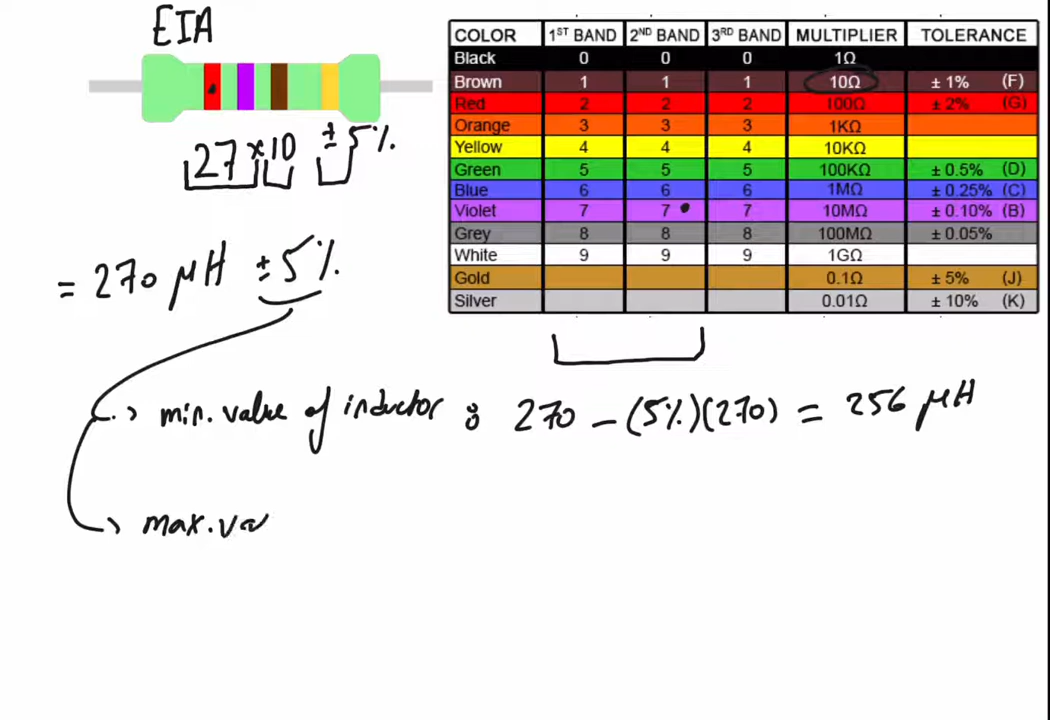 EIA
27 x 10 ± 5%
= 270 μH ±5%
COLOR 1ST BAND 2ND BAND 3RD BAND MULTIPLIER TOLERANCE
Black 0 0 0 1Ω
Brown 1 1 1 10Ω ± 1% (F)
Red 2 2 2 100Ω ± 2% (G)
Orange 3 3 3 1KΩ
Yellow 4 4 4 10KΩ
Green 5 5 5 100KΩ ± 0.5% (D)
Blue 6 6 6 1MΩ ± 0.25% (C)
Violet 7 7 7 10MΩ ± 0.10% (B)
Grey 8 8 8 100MΩ ± 0.05%
White 9 9 9 1GΩ
Gold 0.1Ω ± 5% (J)
Silver 0.01Ω ± 10% (K)
min. value of inductor : 270 - (5%)(270) = 256 μH
max. va